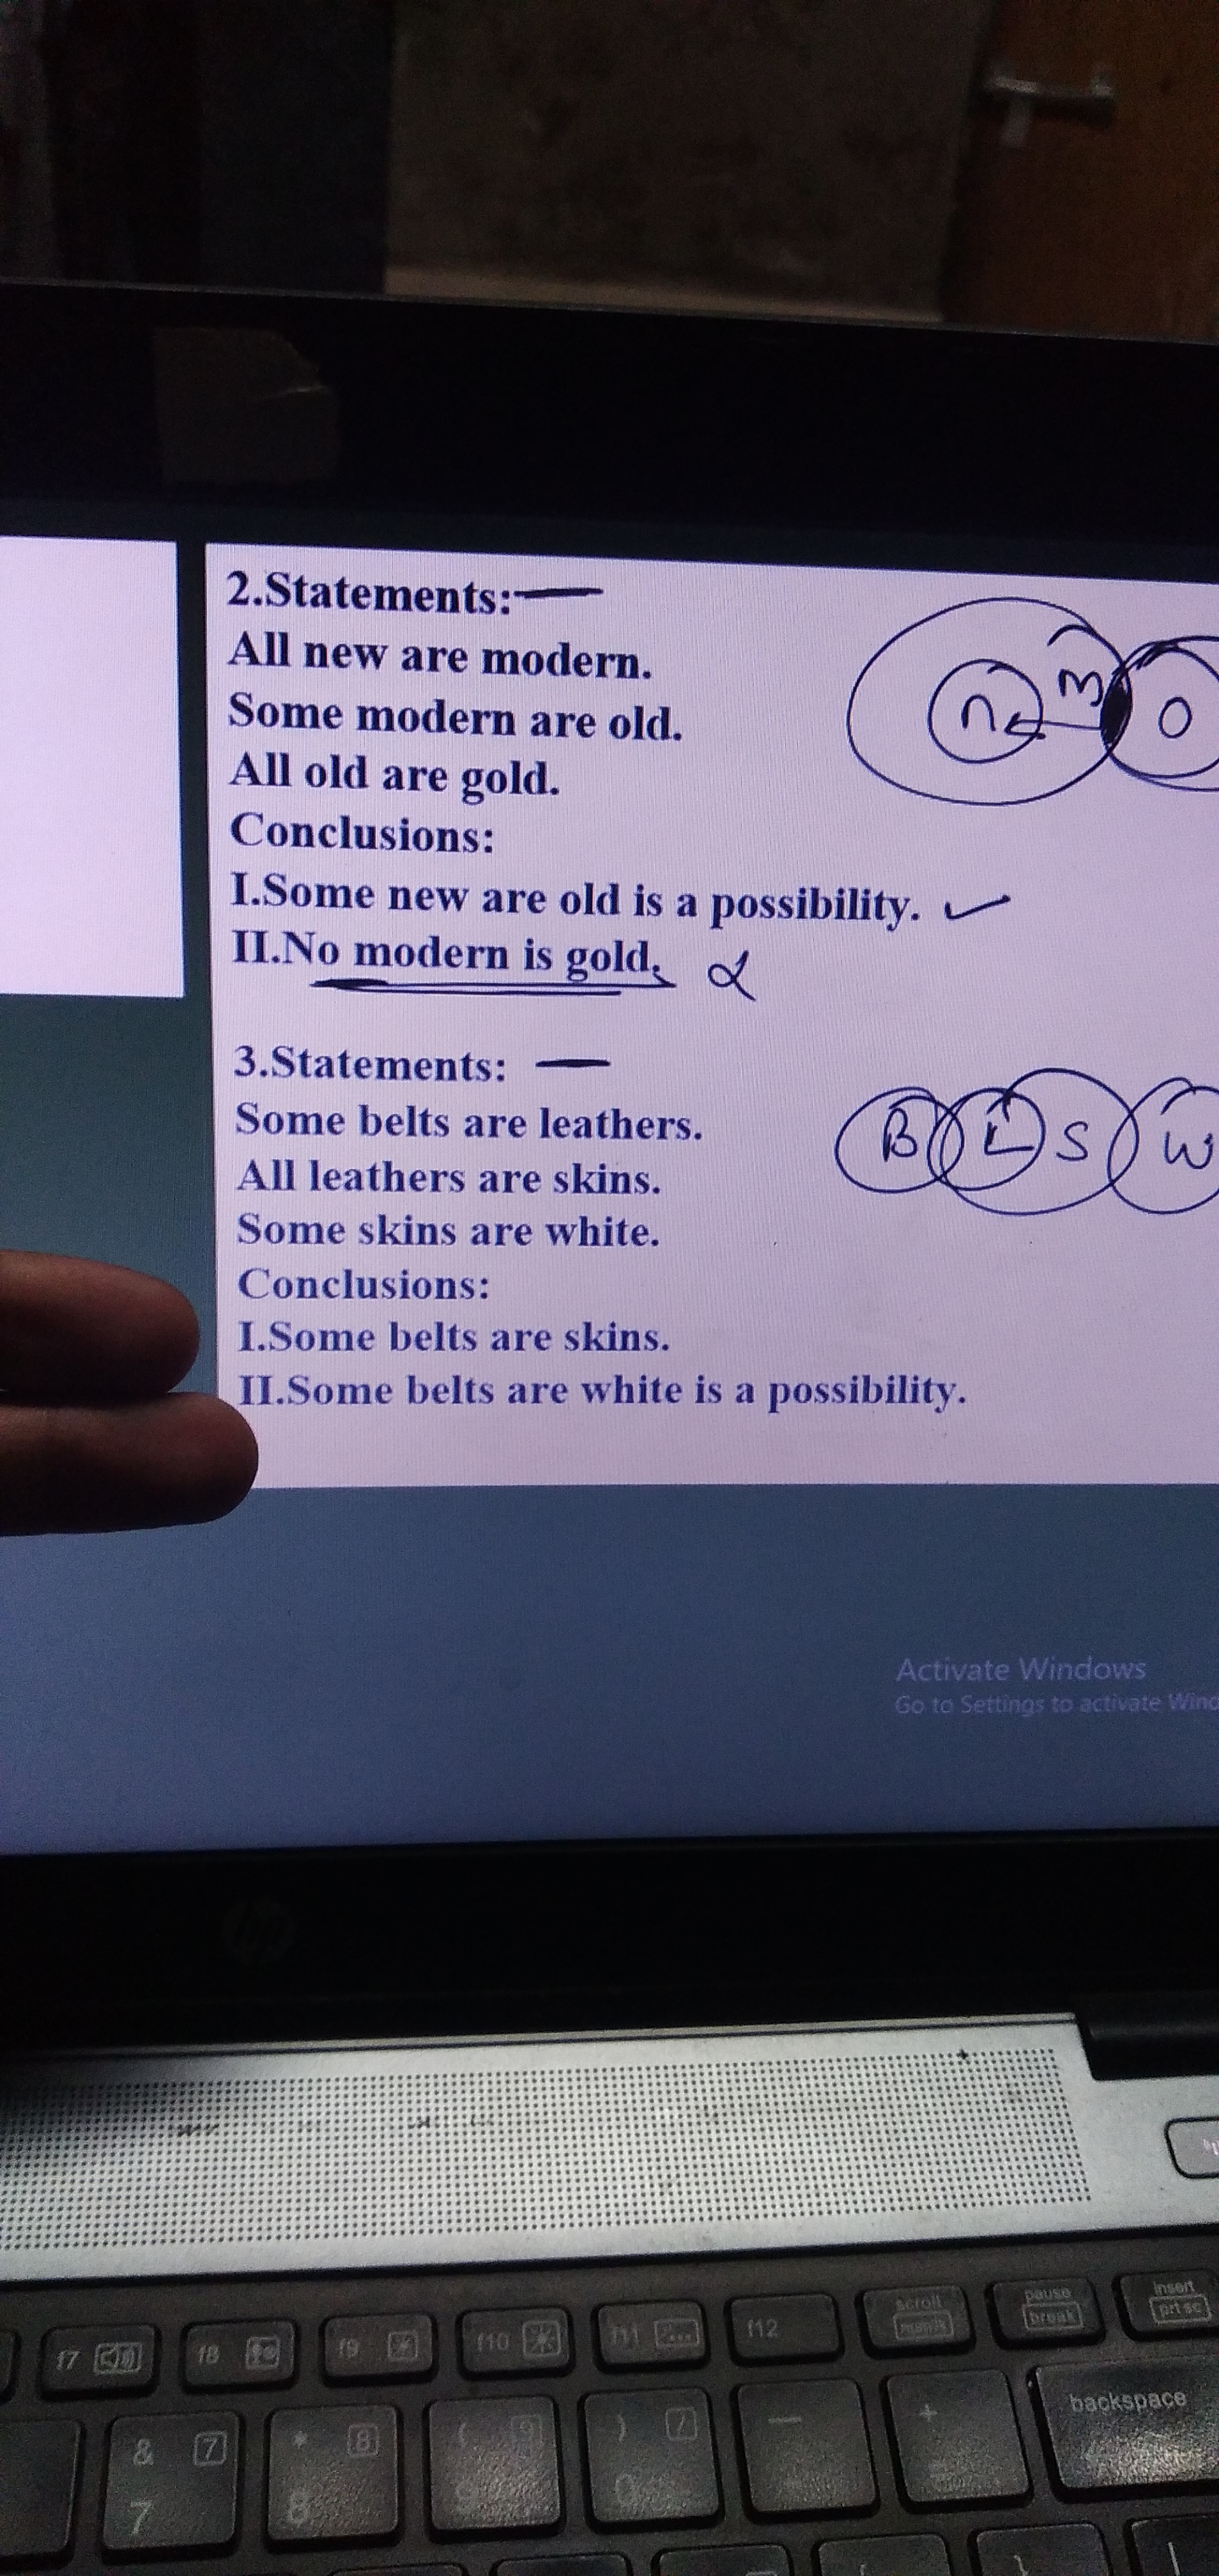 2.Statements:
All new are modern.
Some modern are old.
All old are gold.
Conclusions:
I.Some new are old is a possibility.
II.No modern is gold.
n m o
3.Statements:
Some belts are leathers.
All leathers are skins.
Some skins are white.
Conclusions:
I.Some belts are skins.
II.Some belts are white is a possibility.
B L S W
Activate Windows
Go to Settings to activate
hp
f7 f8 f9 f10 f11 f12 scroll pause break insert prt sc
& 7 7 * 8 8 ( 9 ) — + = backspace